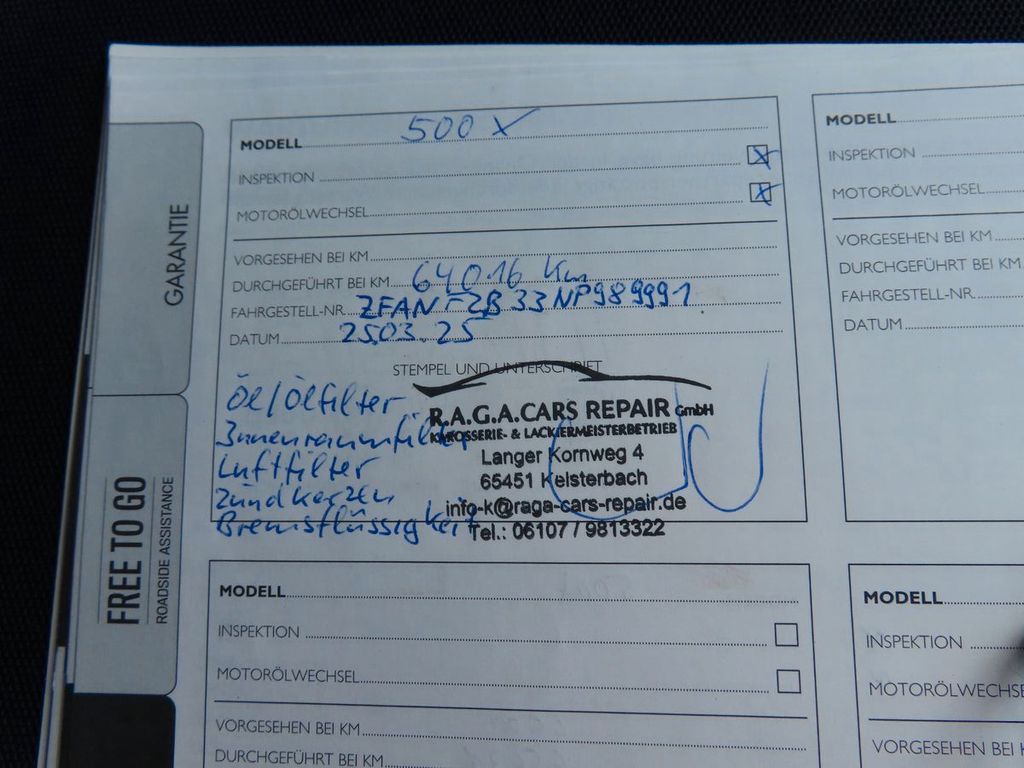 GARANTIE
FREE TO GO
ROADSIDE ASSISTANCE
MODELL 500 X
INSPEKTION
MOTORÖLWECHSEL
VORGESEHEN BEI KM
DURCHGEFÜHRT BEI KM 64016 Km
FAHRGESTELL-NR. ZFANFZB33NP989991
DATUM 25.03.25
STEMPEL UND UNTERSCHRIFT
Öl/Ölfilter
Innenraumfilter
Luftfilter
Zündkerzen
Bremsflüssigkeit
R.A.G.A.CARS REPAIR GmbH
KAROSSERIE- & LACKIERMEISTERBETRIEB
Langer Kornweg 4
65451 Kelsterbach
info-k@raga-cars-repair.de
Tel.: 06107 / 9813322
MODELL
INSPEKTION
MOTORÖLWECHSEL
VORGESEHEN BEI KM
DURCHGEFÜHRT BEI KM
FAHRGESTELL-NR.
DATUM
MODELL
INSPEKTION
MOTORÖLWECHSEL
VORGESEHEN BEI KM
DURCHGEFÜHRT BEI KM
MODELL
INSPEKTION
MOTORÖLWECHSE
VORGESEHEN BEI